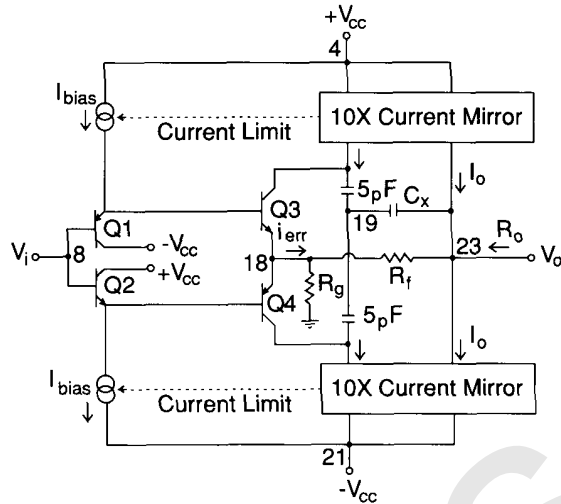 +Vcc
4
Ibias
10X Current Mirror
Current Limit
Io
5pF
Cx
Q3
Q1
19
ierr
-Vcc
Ro
23
Vi
8
+Vcc
18
Rf
Vo
Q2
Rg
Q4
5pF
Io
Ibias
10X Current Mirror
Current Limit
21
-Vcc